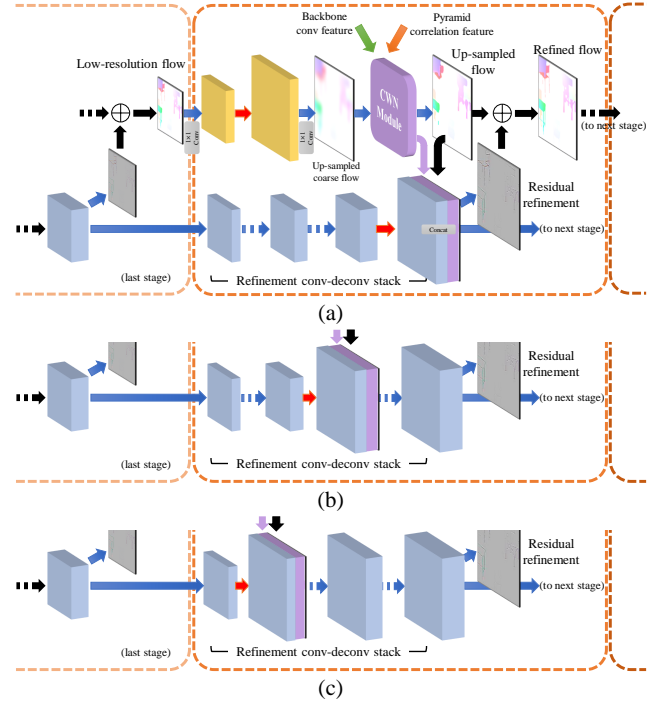 Backbone
conv feature
Pyramid
correlation feature
Low-resolution flow
Up-sampled
flow
Refined flow
1×1
Conv
1×1
Conv
CWN
Module
(to next stage)
Up-sampled
coarse flow
Residual
refinement
Concat
(to next stage)
(last stage)
Refinement conv-deconv stack
(a)
Residual
refinement
(to next stage)
(last stage)
Refinement conv-deconv stack
(b)
Residual
refinement
(to next stage)
(last stage)
Refinement conv-deconv stack
(c)